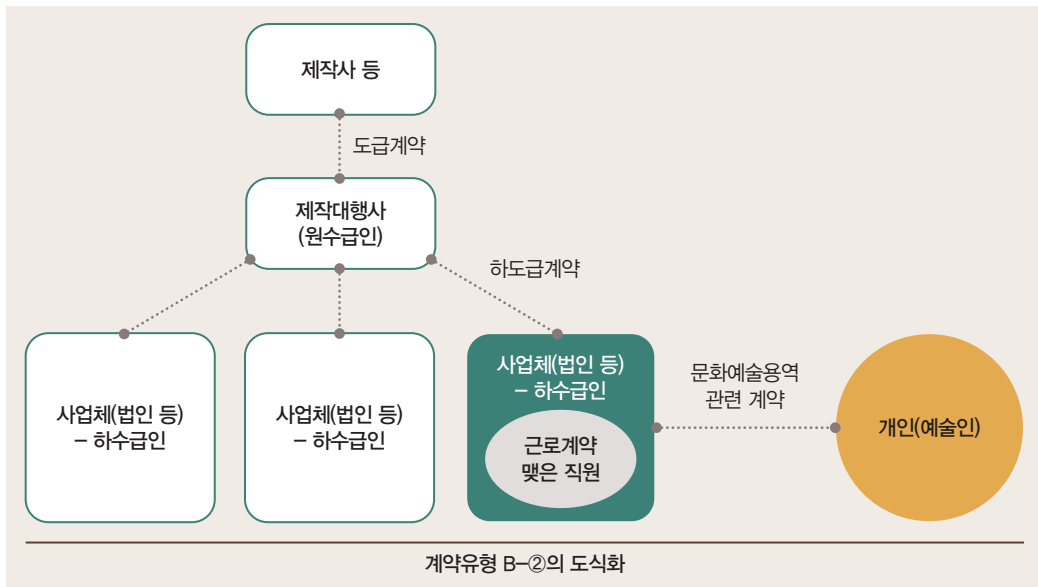 제작사 등
도급계약
제작대행사
(원수급인)
하도급계약
사업체(법인 등)
– 하수급인
사업체(법인 등)
– 하수급인
사업체(법인 등)
– 하수급인
근로계약
맺은 직원
문화예술용역
관련 계약
개인(예술인)
계약유형 B–②의 도식화